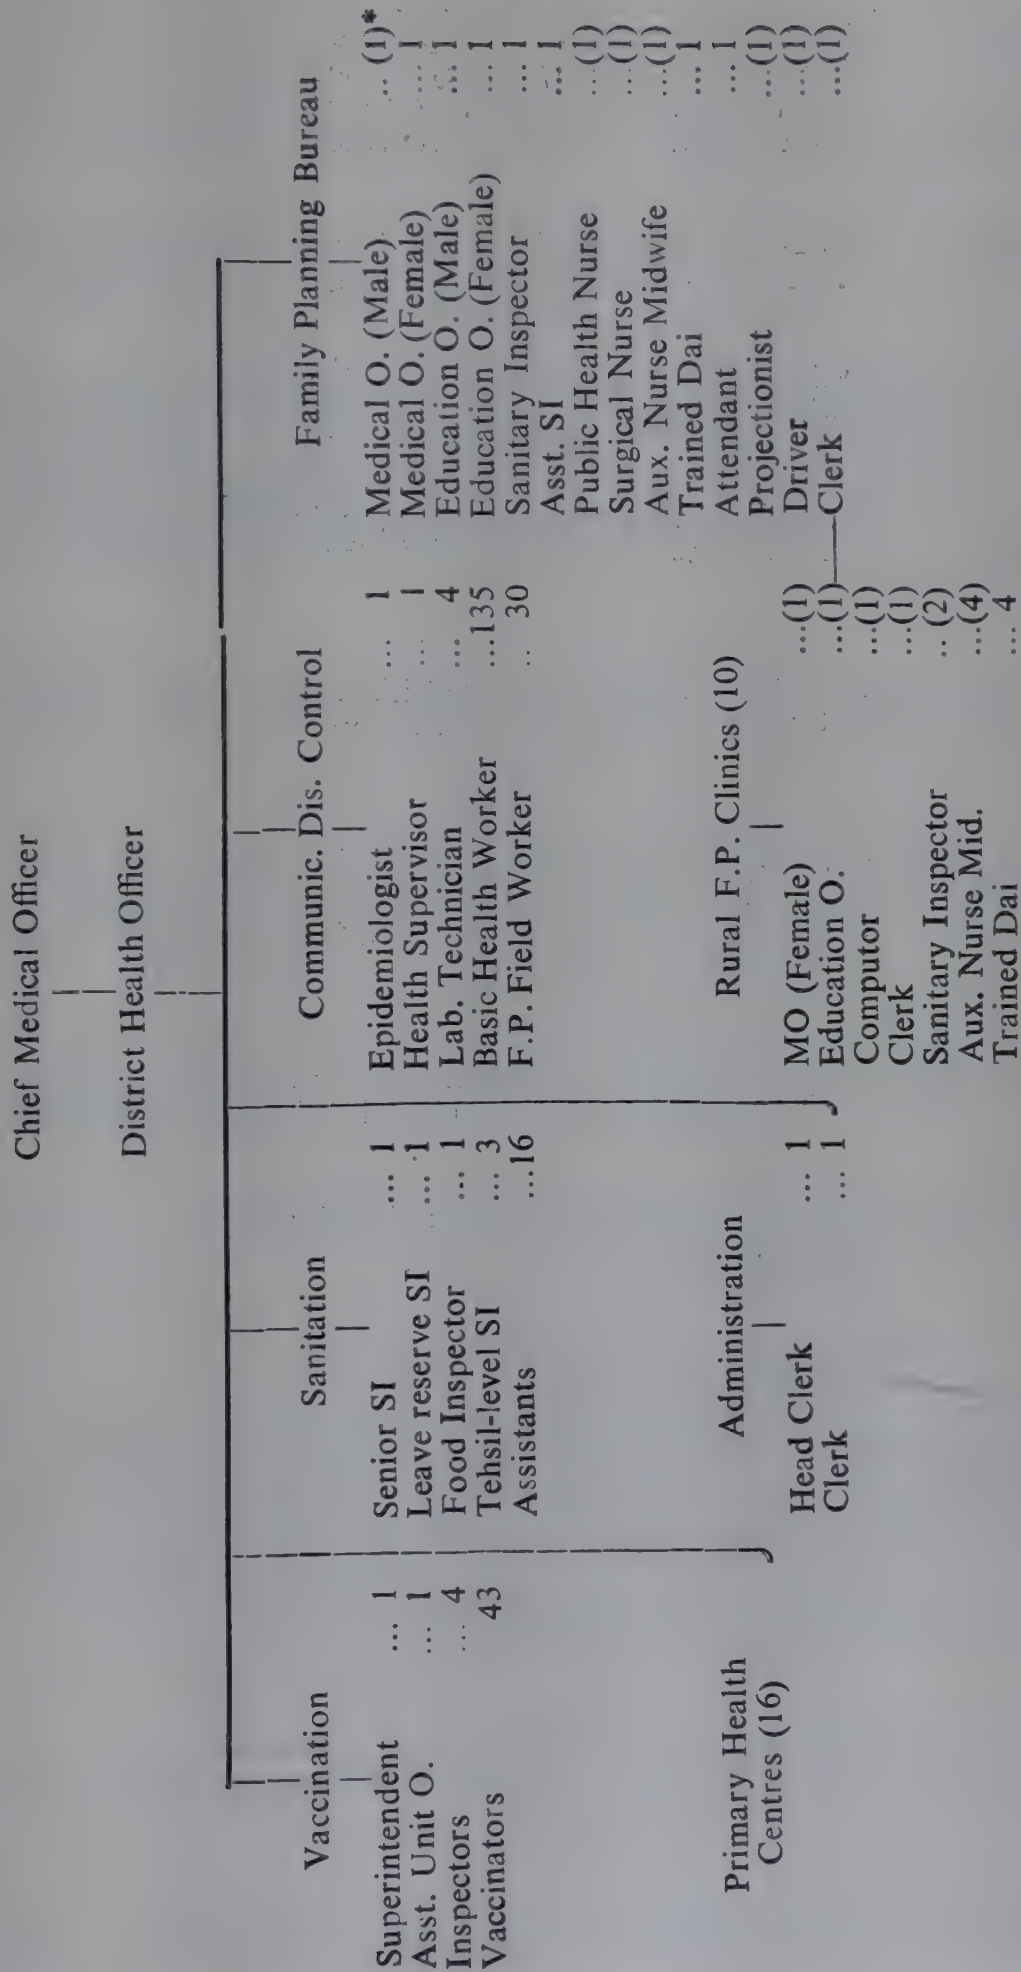 Chief Medical Officer
District Health Officer
Vaccination
Superintendent ... 1
Asst. Unit O. ... 1
Inspectors ... 4
Vaccinators 43
Sanitation
Senior SI ... 1
Leave reserve SI ... 1
Food Inspector ... 1
Tehsil-level SI ... 3
Assistants ...16
Communic. Dis. Control
Epidemiologist ... 1
Health Supervisor ... 1
Lab. Technician ... 4
Basic Health Worker ...135
F.P. Field Worker .. 30
Family Planning Bureau
Medical O. (Male) ... (1)*
Medical O. (Female) ... 1
Education O. (Male) ... 1
Education O. (Female) ... 1
Sanitary Inspector ... 1
Asst. SI ... 1
Public Health Nurse ...(1)
Surgical Nurse ...(1)
Aux. Nurse Midwife ...(1)
Trained Dai ... 1
Attendant ... 1
Projectionist ...(1)
Driver ...(1)
Clerk ...(1)
Primary Health
Centres (16)
Administration
Head Clerk ... 1
Clerk ... 1
Rural F.P. Clinics (10)
MO (Female) ...(1)
Education O. ...(1)
Computor ...(1)
Clerk ...(1)
Sanitary Inspector .. (2)
Aux. Nurse Mid. ...(4)
Trained Dai ... 4